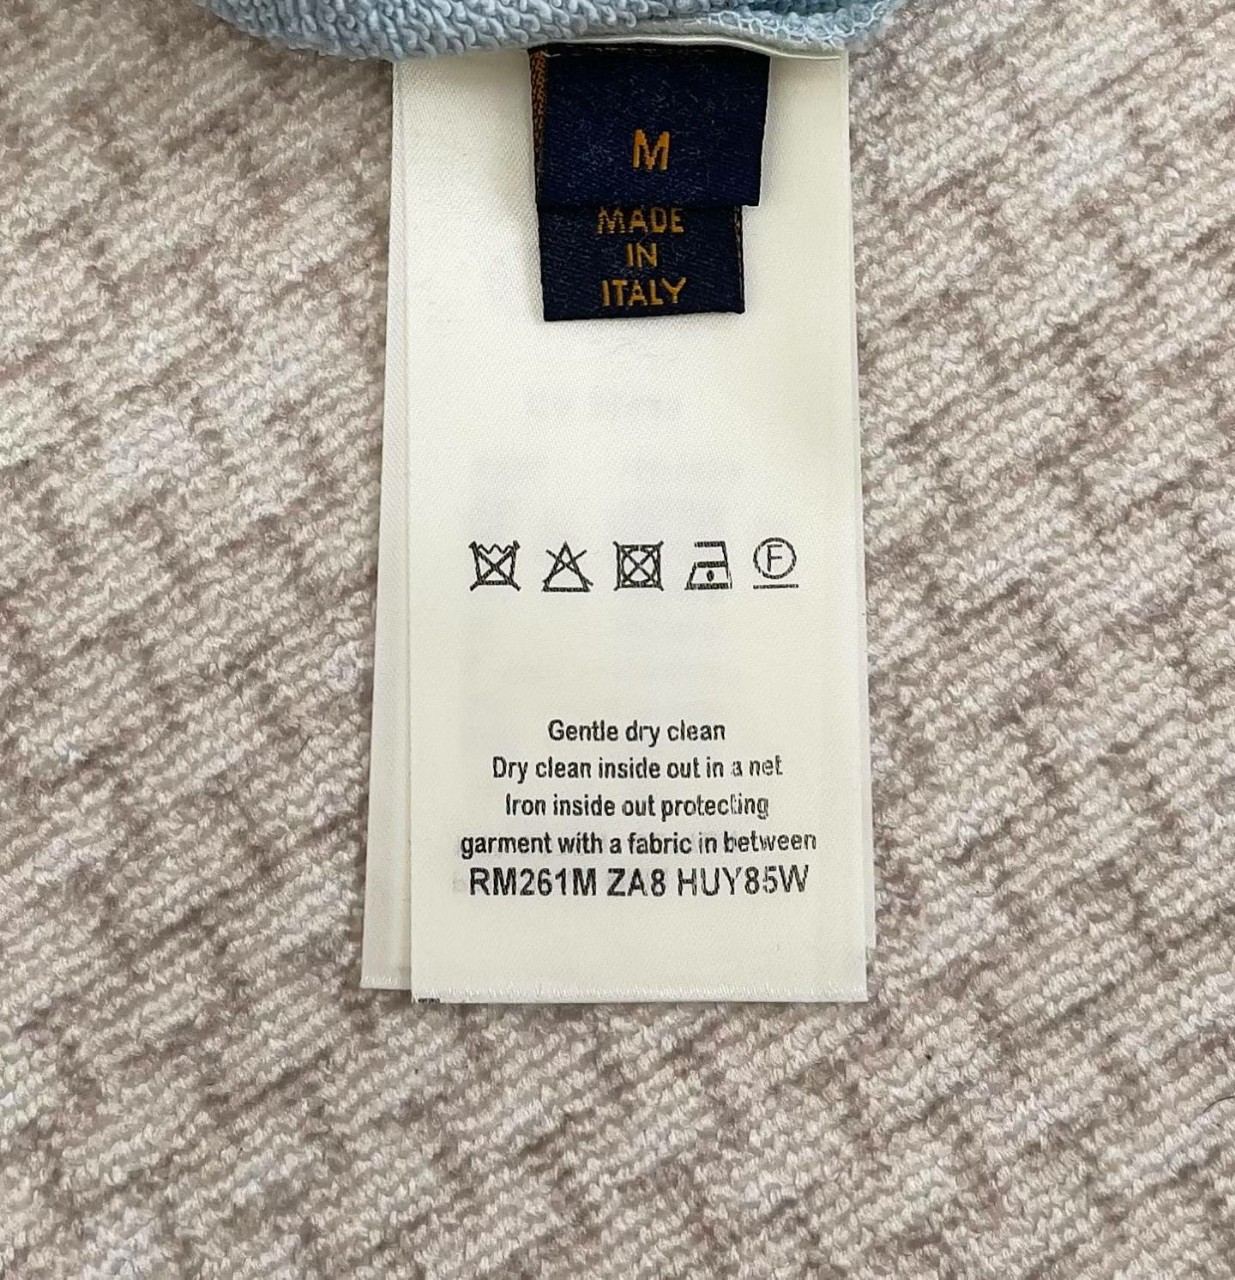 M
MADE
IN
ITALY
F
Gentle dry clean
Dry clean inside out in a net
Iron inside out protecting
garment with a fabric in between
RM261M ZA8 HUY85W